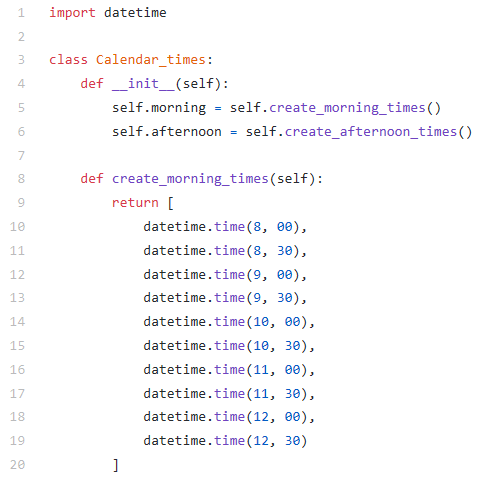 1 import datetime
2
3 class Calendar_times:
4     def __init__(self):
5         self.morning = self.create_morning_times()
6         self.afternoon = self.create_afternoon_times()
7
8     def create_morning_times(self):
9         return [
10             datetime.time(8, 00),
11             datetime.time(8, 30),
12             datetime.time(9, 00),
13             datetime.time(9, 30),
14             datetime.time(10, 00),
15             datetime.time(10, 30),
16             datetime.time(11, 00),
17             datetime.time(11, 30),
18             datetime.time(12, 00),
19             datetime.time(12, 30)
20         ]